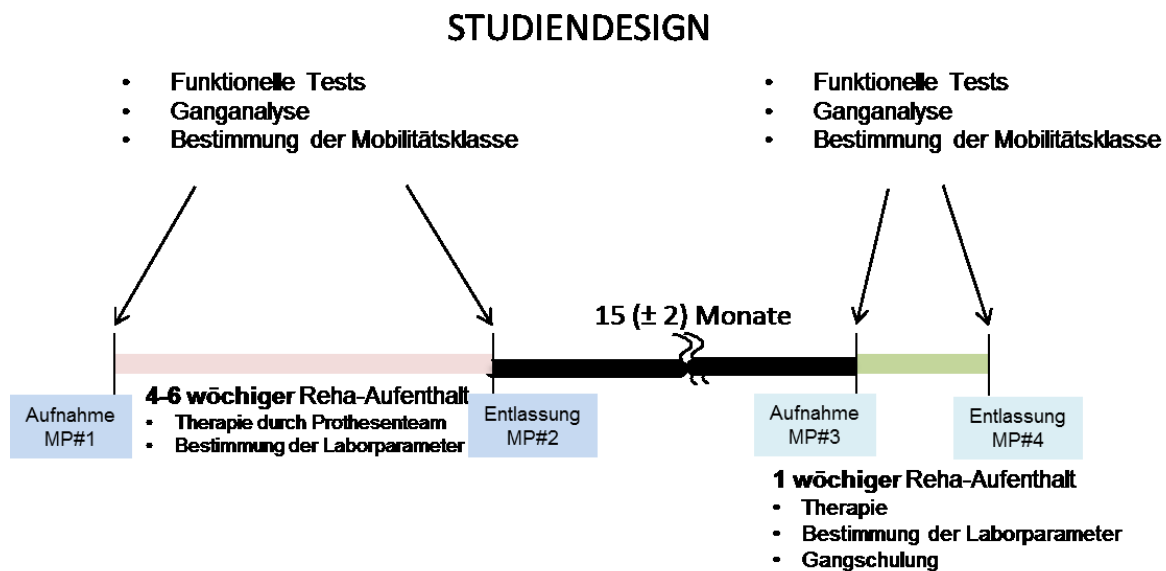 STUDIENDESIGN
• Funktionelle Tests
• Ganganalyse
• Bestimmung der Mobilitätsklasse
• Funktionelle Tests
• Ganganalyse
• Bestimmung der Mobilitätsklasse
15 (± 2) Monate
Aufnahme
MP#1
4-6 wöchiger Reha-Aufenthalt
• Therapie durch Prothesenteam
• Bestimmung der Laborparameter
Entlassung
MP#2
Aufnahme
MP#3
Entlassung
MP#4
1 wöchiger Reha-Aufenthalt
• Therapie
• Bestimmung der Laborparameter
• Gangschulung